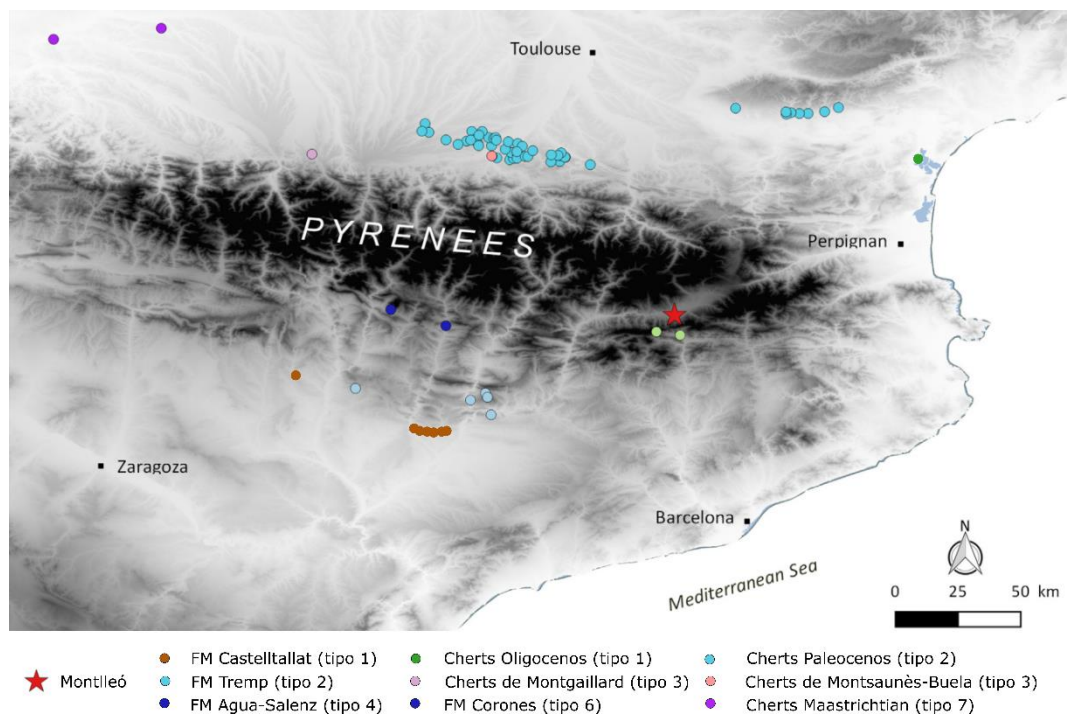 Toulouse
PYRENEES
Perpignan
Zaragoza
Barcelona
Mediterranean Sea
N
0 25 50 km
Montlleó
FM Castelltallat (tipo 1)
Cherts Oligocenos (tipo 1)
Cherts Paleocenos (tipo 2)
FM Tremp (tipo 2)
Cherts de Montgaillard (tipo 3)
Cherts de Montsaunès-Buela (tipo 3)
FM Agua-Salenz (tipo 4)
FM Corones (tipo 6)
Cherts Maastrichtian (tipo 7)